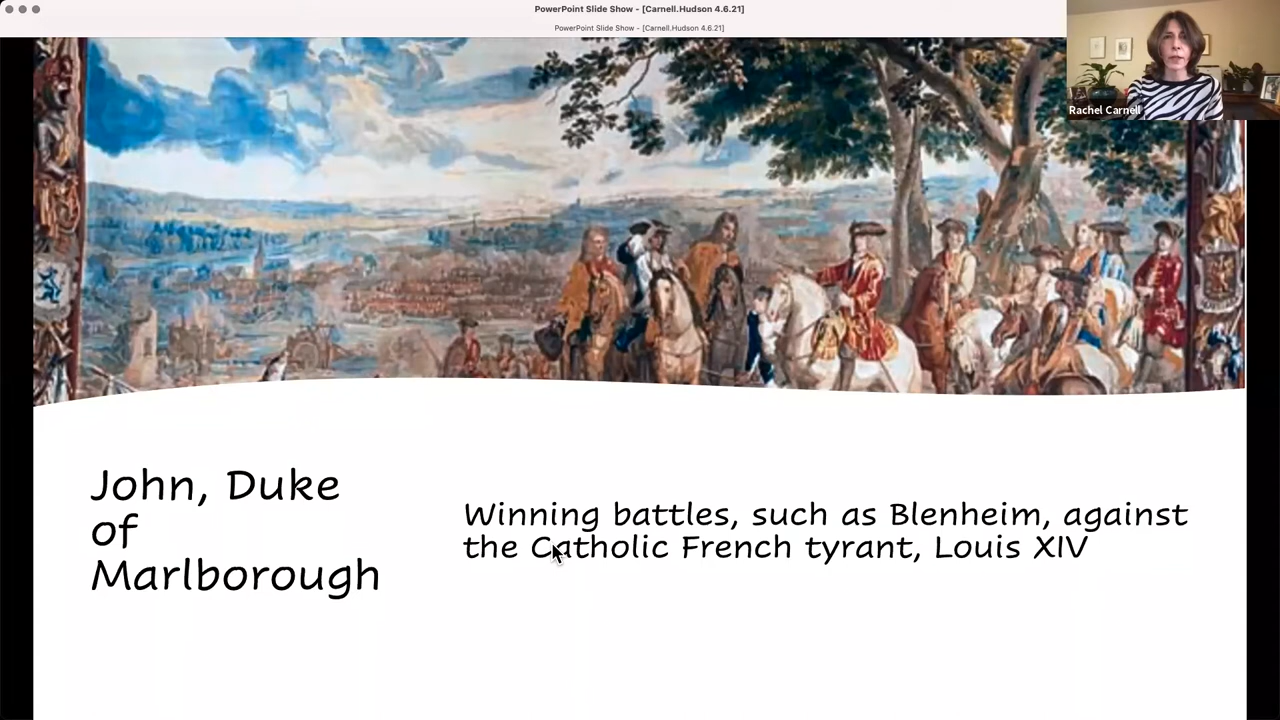 PowerPoint Slide Show - [Carnell.Hudson 4.6.21]
PowerPoint Slide Show - [Carnell.Hudson 4.6.21]
Rachel Carnell
John, Duke
of
Marlborough
Winning battles, such as Blenheim, against
the Catholic French tyrant, Louis XIV